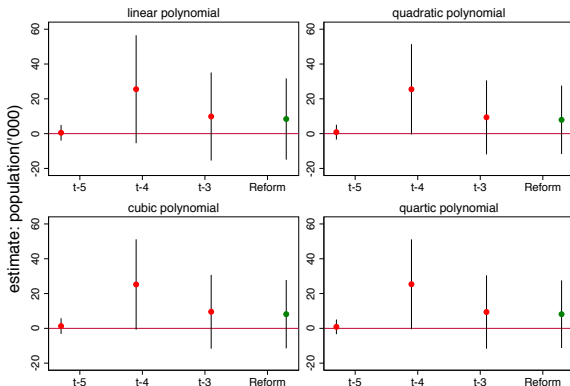 linear polynomial
quadratic polynomial
estimate: population('000)
60
40
20
0
-20
t-5 t-4 t-3 Reform
60
40
20
0
-20
t-5 t-4 t-3 Reform
cubic polynomial
quartic polynomial
60
40
20
0
-20
t-5 t-4 t-3 Reform
60
40
20
0
-20
t-5 t-4 t-3 Reform